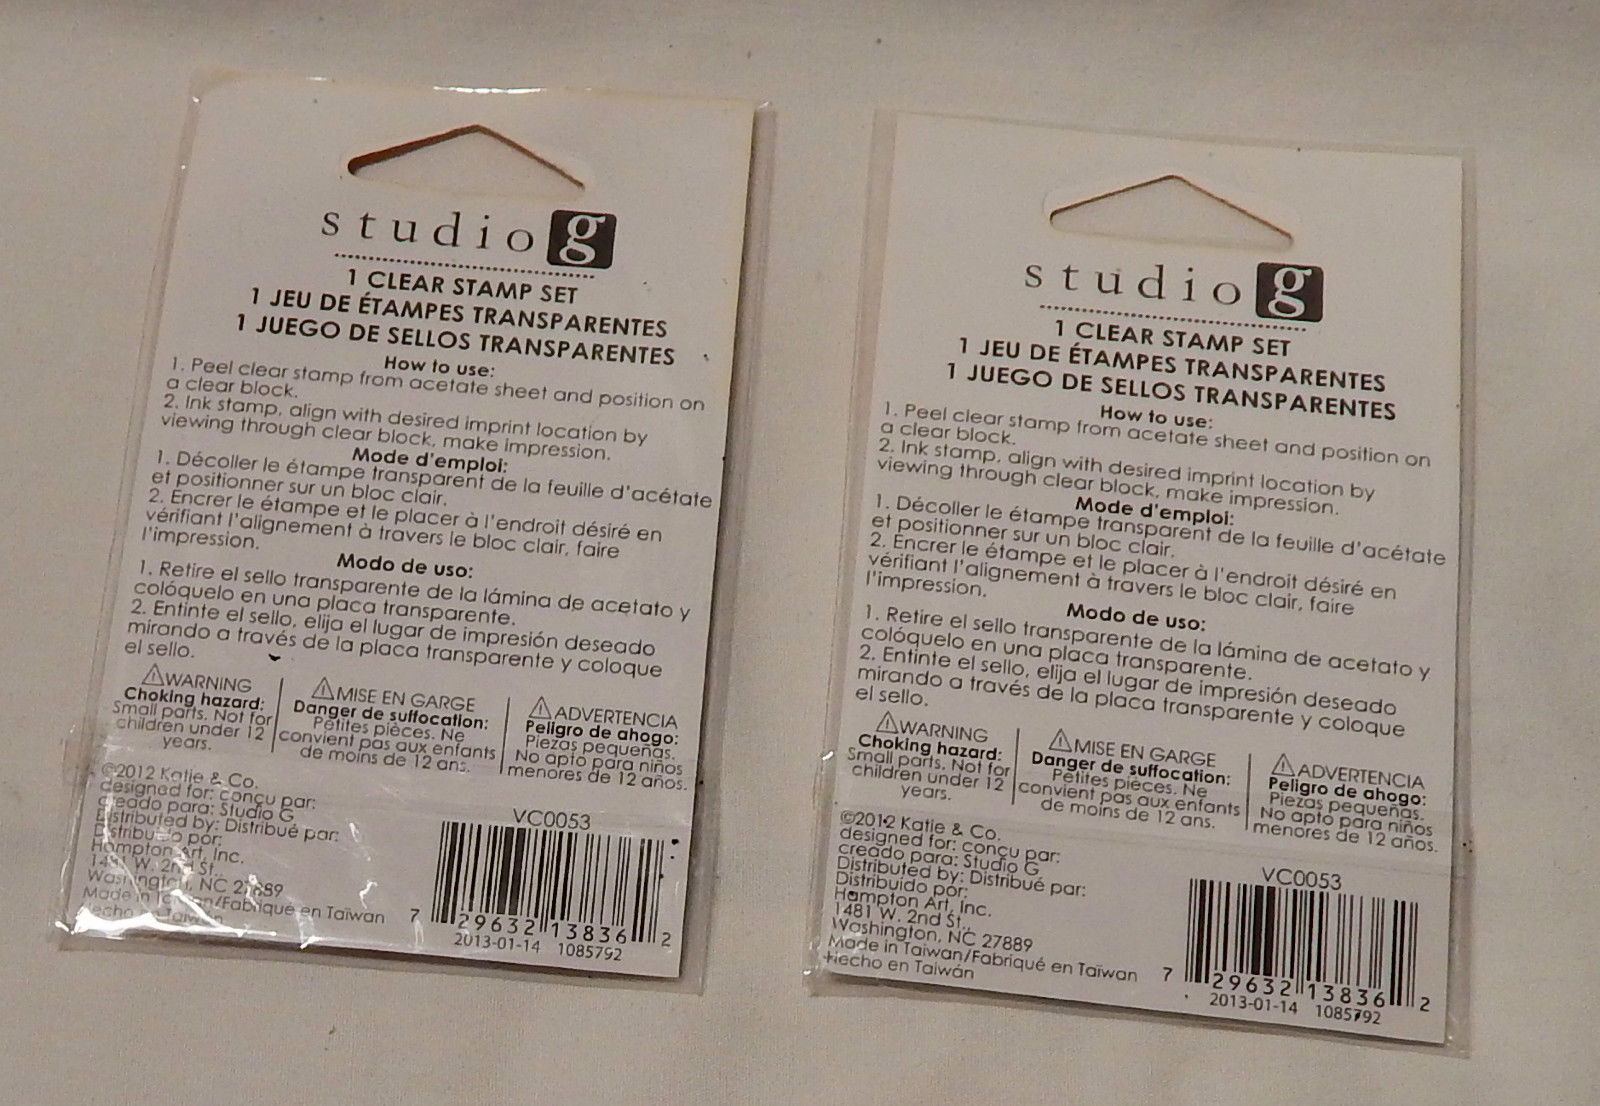 studio g
1 CLEAR STAMP SET
1 JEU DE ÉTAMPES TRANSPARENTES
1 JUEGO DE SELLOS TRANSPARENTES
How to use:
1. Peel clear stamp from acetate sheet and position on
a clear block.
2. Ink stamp, align with desired imprint location by
viewing through clear block, make impression.
Mode d'emploi:
1. Décoller le étampe transparent de la feuille d'acétate
et positionner sur un bloc clair.
2. Encrer le étampe et le placer à l'endroit désiré en
vérifiant l'alignement à travers le bloc clair, faire
l'impression.
Modo de uso:
1. Retire el sello transparente de la lámina de acetato y
colóquelo en una placa transparente.
2. Entinte el sello, elija el lugar de impresión deseado
mirando a través de la placa transparente y coloque
el sello.
WARNING
Choking hazard:
Small parts. Not for
children under 12
years.
MISE EN GARGE
Danger de suffocation:
Pètites pièces. Ne
convient pas aux enfants
de moins de 12 ans.
ADVERTENCIA
Peligro de ahogo:
Piezas pequeñas.
No apto para niños
menores de 12 años.
©2012 Katie & Co.
designed for: conçu par:
creado para: Studio G
Distributed by: Distribué par:
Distribuido por:
Hampton Art, Inc.
1481 W. 2nd St.,
Washington, NC 27889
Made in Taiwan/Fabriqué en Taïwan
Hecho en Taiwán
VC0053
7 29632 13836 2
2013-01-14 1085792
studio g
1 CLEAR STAMP SET
1 JEU DE ÉTAMPES TRANSPARENTES
1 JUEGO DE SELLOS TRANSPARENTES
How to use:
1. Peel clear stamp from acetate sheet and position on
a clear block.
2. Ink stamp, align with desired imprint location by
viewing through clear block, make impression.
Mode d'emploi:
1. Décoller le étampe transparent de la feuille d'acétate
et positionner sur un bloc clair.
2. Encrer le étampe et le placer à l'endroit désiré en
vérifiant l'alignement à travers le bloc clair, faire
l'impression.
Modo de uso:
1. Retire el sello transparente de la lámina de acetato y
colóquelo en una placa transparente.
2. Entinte el sello, elija el lugar de impresión deseado
mirando a través de la placa transparente y coloque
el sello.
WARNING
Choking hazard:
Small parts. Not for
children under 12
years.
MISE EN GARGE
Danger de suffocation:
Pètites pièces. Ne
convient pas aux enfants
de moins de 12 ans.
ADVERTENCIA
Peligro de ahogo:
Piezas pequeñas.
No apto para niños
menores de 12 años.
©2012 Katie & Co.
designed for: conçu par:
creado para: Studio G
Distributed by: Distribué par:
Distribuido por:
Hampton Art, Inc.
1481 W. 2nd St.,
Washington, NC 27889
Made in Taiwan/Fabriqué en Taïwan
Hecho en Taiwán
VC0053
7 29632 13836 2
2013-01-14 1085792